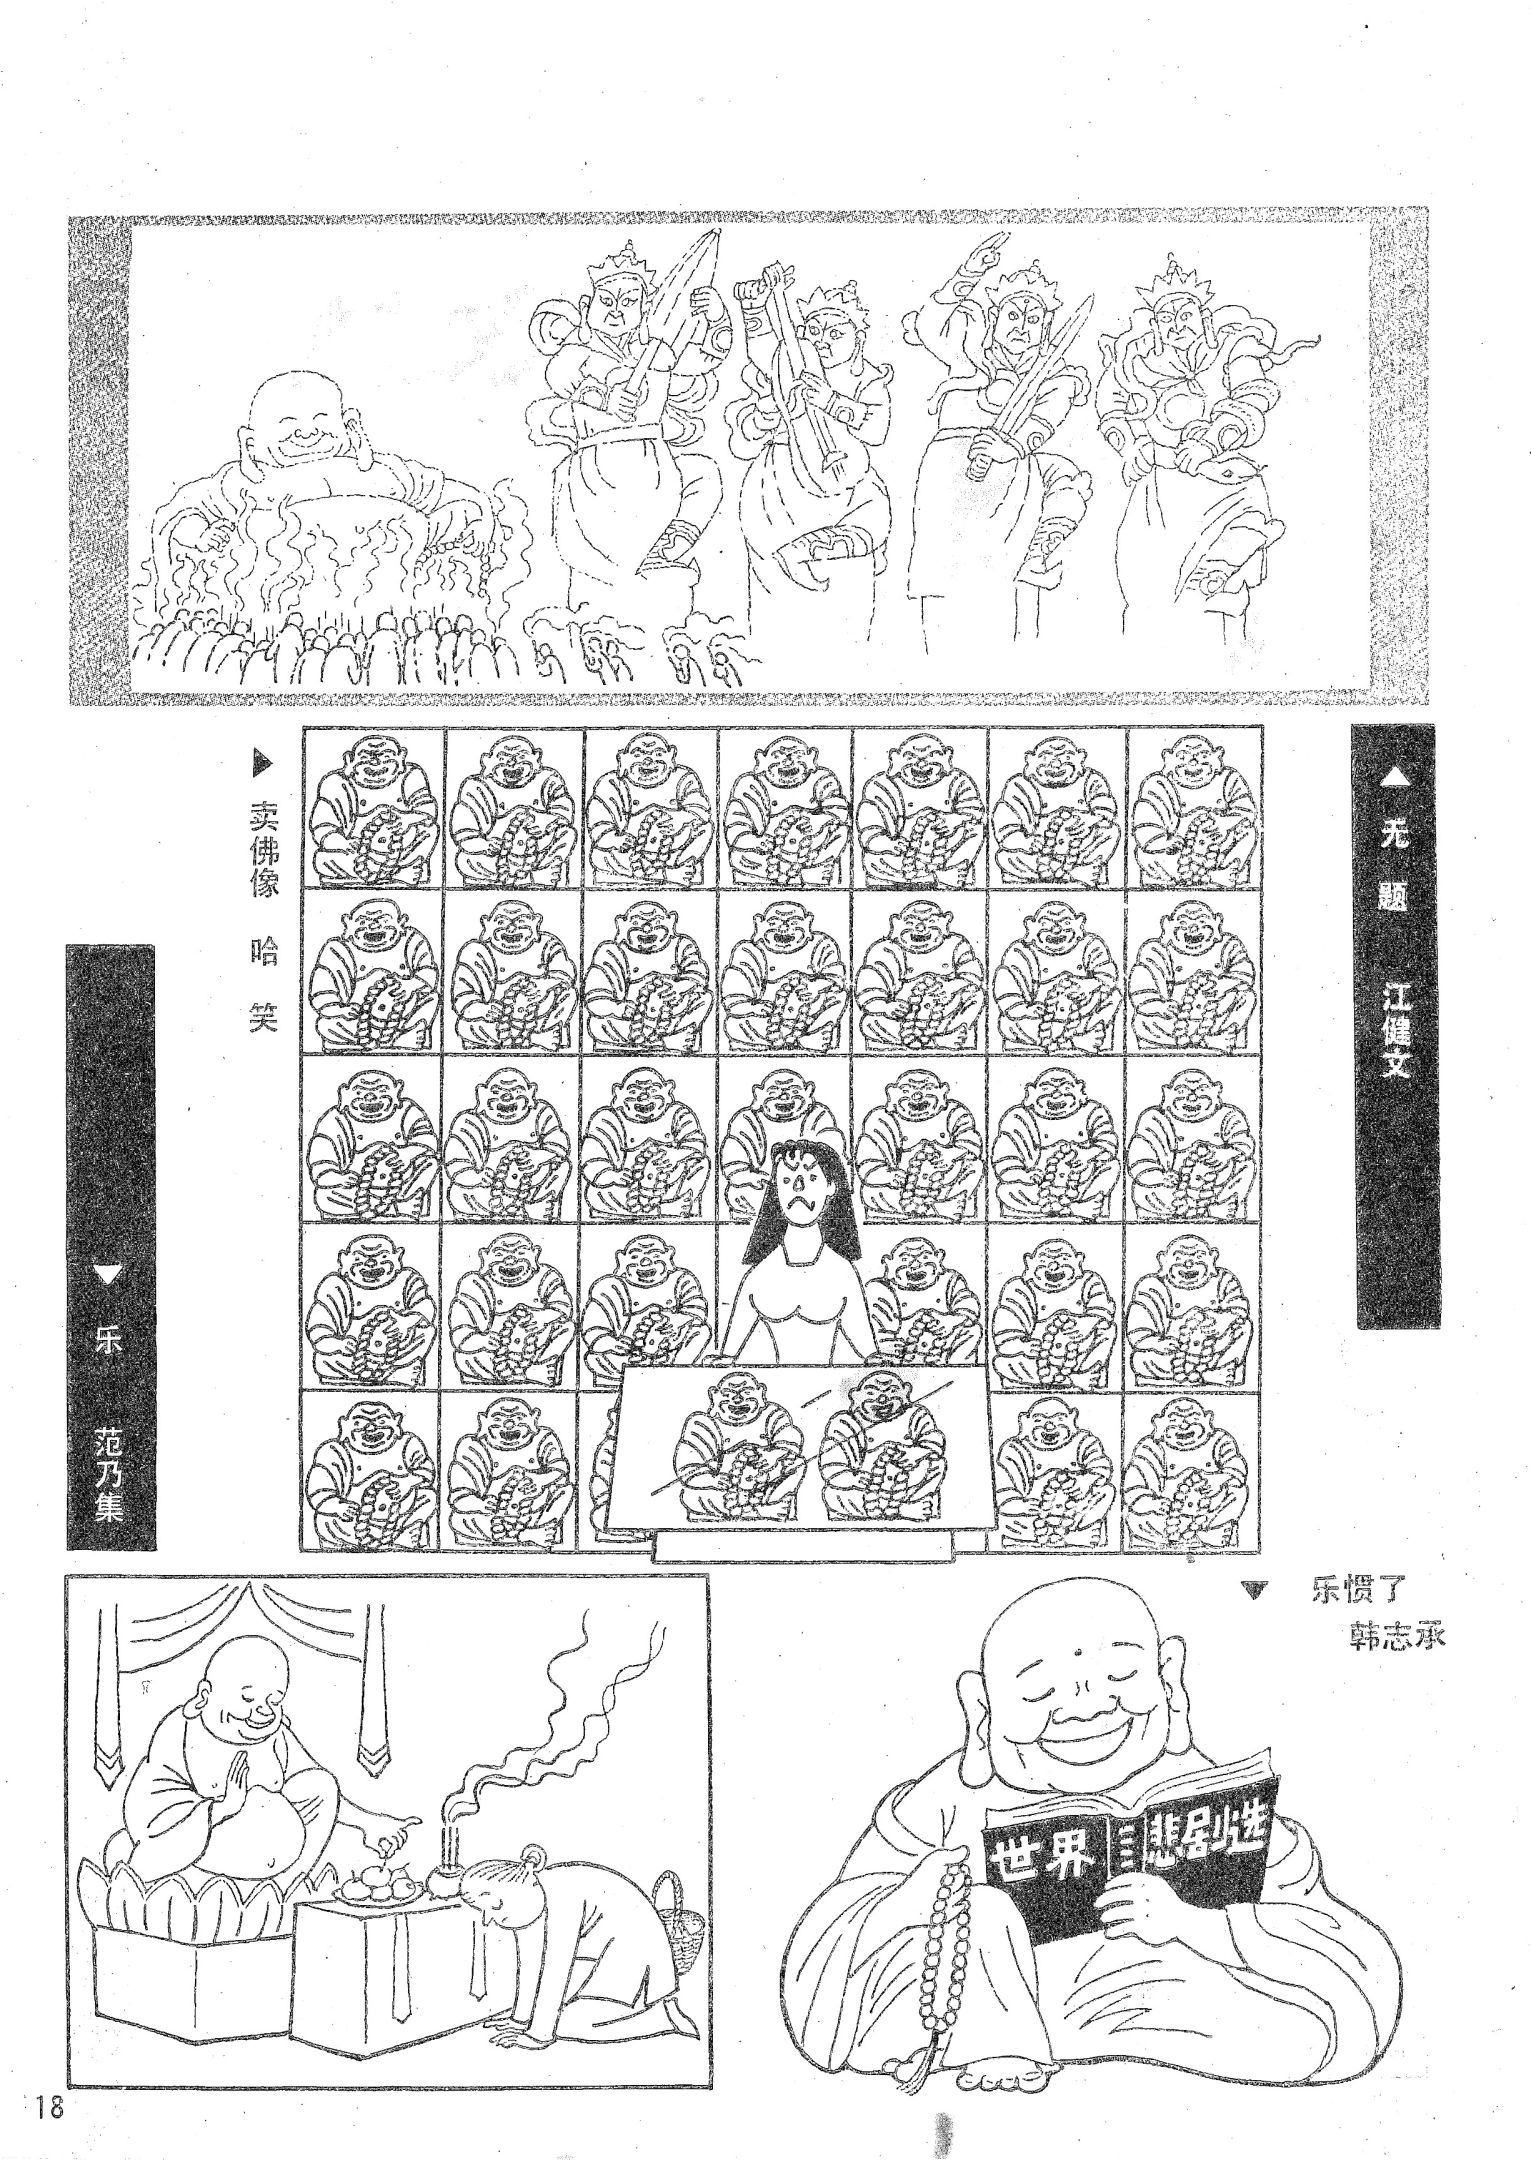 ▲无题 江健文
▶卖佛像 哈笑
▼乐 范乃集
▼乐惯了
韩志承
世界 悲剧选
18